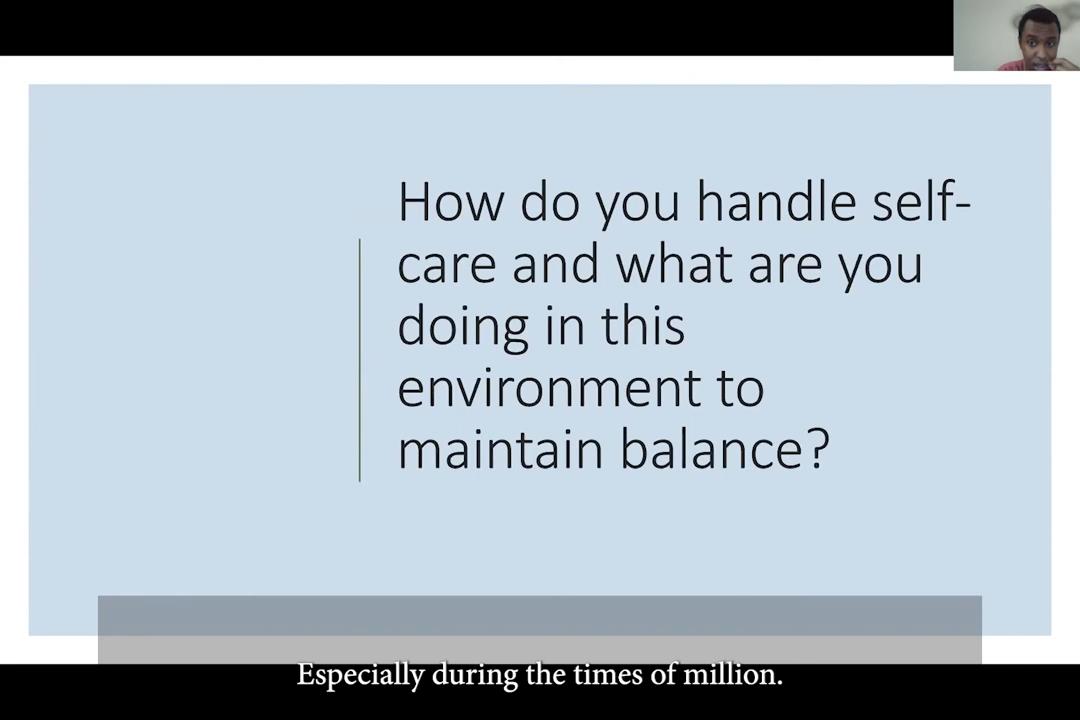 How do you handle self-
care and what are you
doing in this
environment to
maintain balance?
Especially during the times of million.